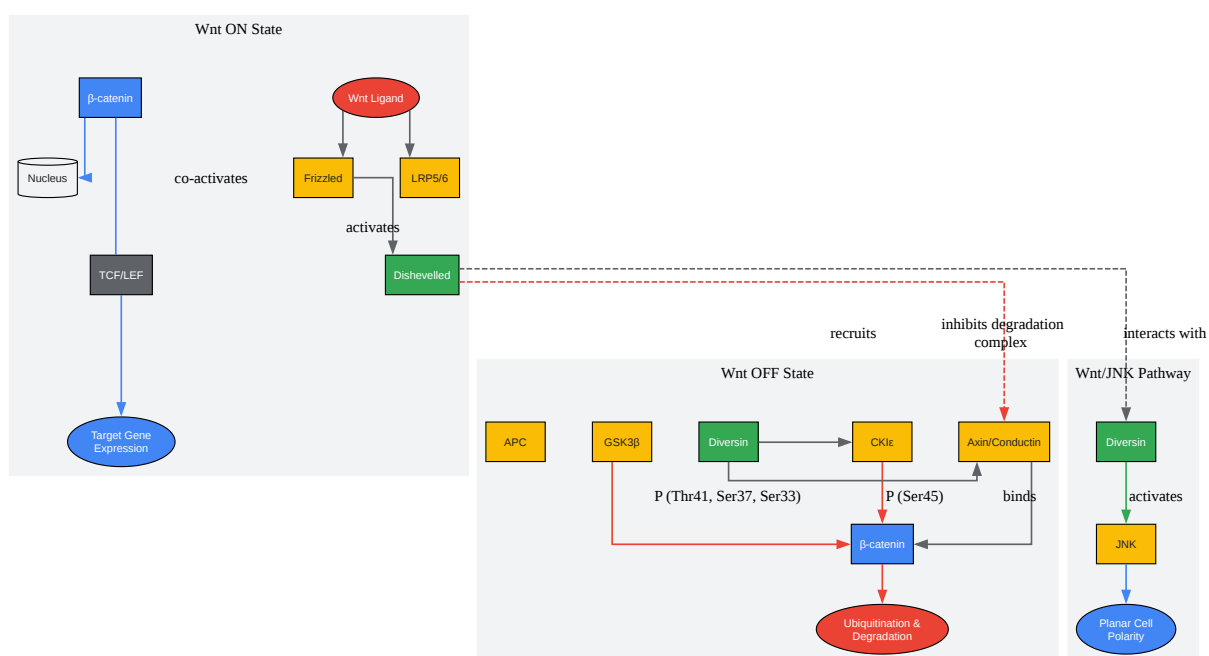 Wnt ON State
β-catenin
Wnt Ligand
Nucleus
co-activates
Frizzled
LRP5/6
activates
TCF/LEF
Dishevelled
Target Gene
Expression
recruits
inhibits degradation
complex
interacts with
Wnt OFF State
APC
GSK3β
Diversin
CKIε
Axin/Conductin
P (Thr41, Ser37, Ser33)
P (Ser45)
binds
β-catenin
Ubiquitination &
Degradation
Wnt/JNK Pathway
Diversin
activates
JNK
Planar Cell
Polarity